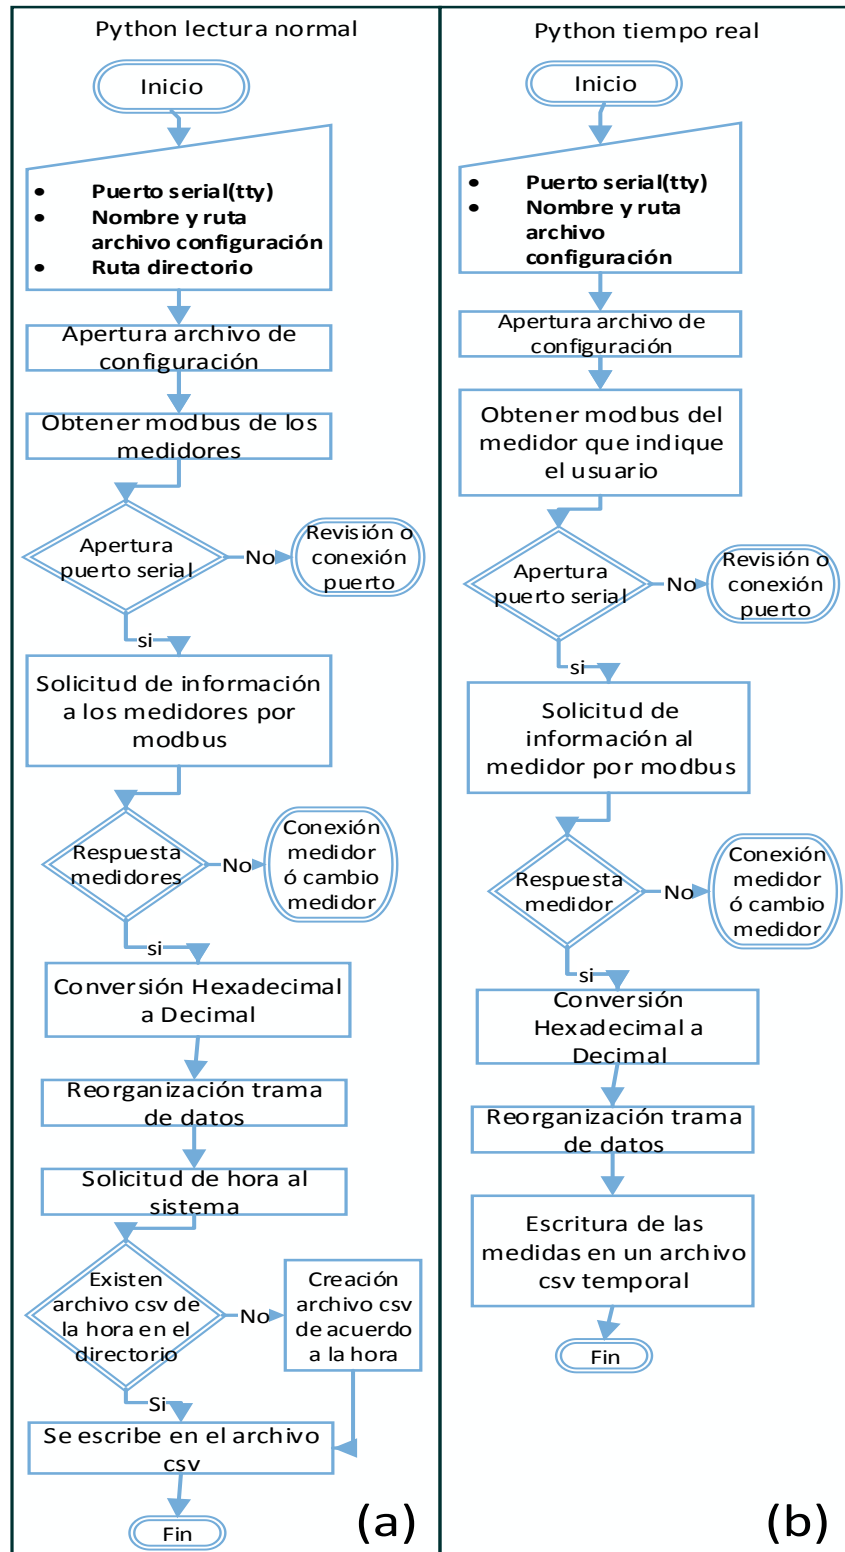 Python lectura normal
Inicio
• Puerto serial(tty)
• Nombre y ruta
archivo configuración
• Ruta directorio
Apertura archivo de
configuración
Obtener modbus de los
medidores
Apertura
puerto serial
No
Revisión o
conexión
puerto
si
Solicitud de información
a los medidores por
modbus
Respuesta
medidores
No
Conexión
medidor
ó cambio
medidor
si
Conversión Hexadecimal
a Decimal
Reorganización trama
de datos
Solicitud de hora al
sistema
Existen
archivo csv de
la hora en el
directorio
No
Creación
archivo csv
de acuerdo
a la hora
Si
Se escribe en el archivo
csv
Fin
(a)
Python tiempo real
Inicio
• Puerto serial(tty)
• Nombre y ruta
archivo
configuración
Apertura archivo de
configuración
Obtener modbus del
medidor que indique
el usuario
Apertura
puerto serial
No
Revisión o
conexión
puerto
si
Solicitud de
información al
medidor por modbus
Respuesta
medidor
No
Conexión
medidor
ó cambio
medidor
si
Conversión
Hexadecimal a
Decimal
Reorganización trama
de datos
Escritura de las
medidas en un archivo
csv temporal
Fin
(b)